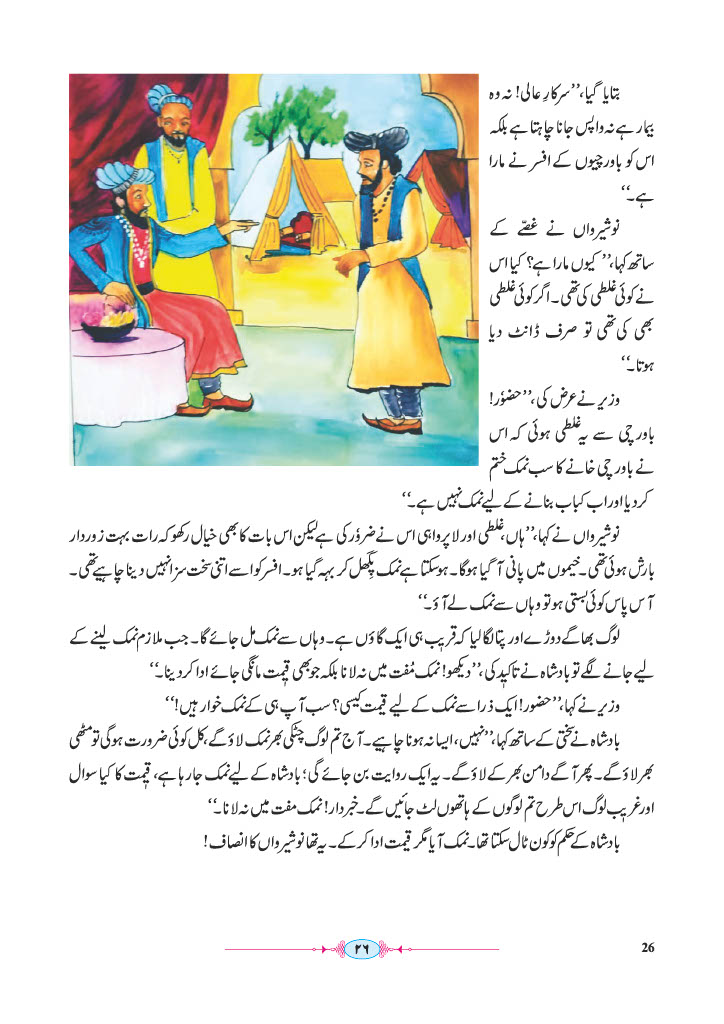 بتایا گیا، ’’سرکارِ عالی! نہ وہ
بیمار ہے نہ واپس جانا چاہتا ہے بلکہ
اس کو باورچیوں کے افسر نے مارا
ہے۔‘‘
نوشیرواں نے غصّے کے
ساتھ کہا، ’’کیوں مارا ہے؟ کیا اس
نے کوئی غلطی کی تھی۔ اگر کوئی غلطی
بھی کی تھی تو صرف ڈانٹ دیا
ہوتا۔‘‘
وزیر نے عرض کی، ’’حضوٗر!
باورچی سے یہ غلطی ہوئی کہ اس
نے باورچی خانے کا سب نمک ختم
کر دیا اور اب کباب بنانے کے لیے نمک نہیں ہے۔‘‘
نوشیرواں نے کہا، ’’ہاں، غلطی اور لاپرواہی اس نے ضروٗر کی ہے لیکن اس بات کا بھی خیال رکھو کہ رات بہت زوردار
بارش ہوئی تھی۔ خیموں میں پانی آ گیا ہوگا۔ ہوسکتا ہے نمک پِگھل کر بہہ گیا ہو۔ افسر کو اسے اتنی سخت سزا نہیں دینا چاہیے تھی۔
آس پاس کوئی بستی ہو تو وہاں سے نمک لے آؤ۔‘‘
لوگ بھاگے دوڑے اور پتا لگا لیا کہ قریب ہی ایک گاؤں ہے۔ وہاں سے نمک مل جائے گا۔ جب ملازم نمک لینے کے
لیے جانے لگے تو بادشاہ نے تاکید کی، ’’دیکھو! نمک مُفت میں نہ لانا بلکہ جو بھی قیمت مانگی جائے ادا کر دینا۔‘‘
وزیر نے کہا، ’’حضور! ایک ذرا سے نمک کے لیے قیمت کیسی؟ سب آپ ہی کے نمک خوار ہیں!‘‘
بادشاہ نے سختی کے ساتھ کہا، ’’نہیں، ایسا نہ ہونا چاہیے۔ آج تم لوگ چٹکی بھر نمک لاؤگے، کل کوئی ضرورت ہوگی تو مٹھی
بھر لاؤگے۔ پھر آگے دامن بھر کے لاؤ گے۔ یہ ایک روایت بن جائے گی؛ بادشاہ کے لیے نمک جا رہا ہے، قیمت کا کیا سوال
اور غریب لوگ اس طرح تم لوگوں کے ہاتھوں لٹ جائیں گے۔ خبردار! نمک مفت میں نہ لانا۔‘‘
بادشاہ کے حکم کو کون ٹال سکتا تھا۔ نمک آیا مگر قیمت ادا کر کے۔ یہ تھا نوشیرواں کا انصاف!
۲۶
26